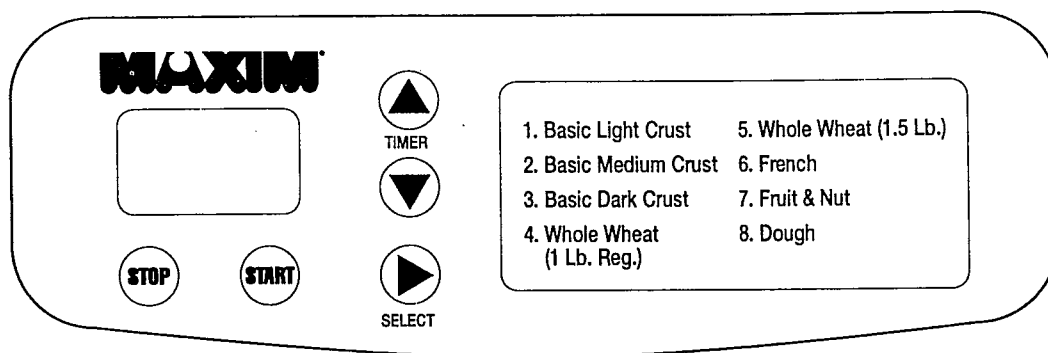 MAXIM
TIMER
STOP
START
SELECT
1. Basic Light Crust
2. Basic Medium Crust
3. Basic Dark Crust
4. Whole Wheat
(1 Lb. Reg.)
5. Whole Wheat (1.5 Lb.)
6. French
7. Fruit & Nut
8. Dough